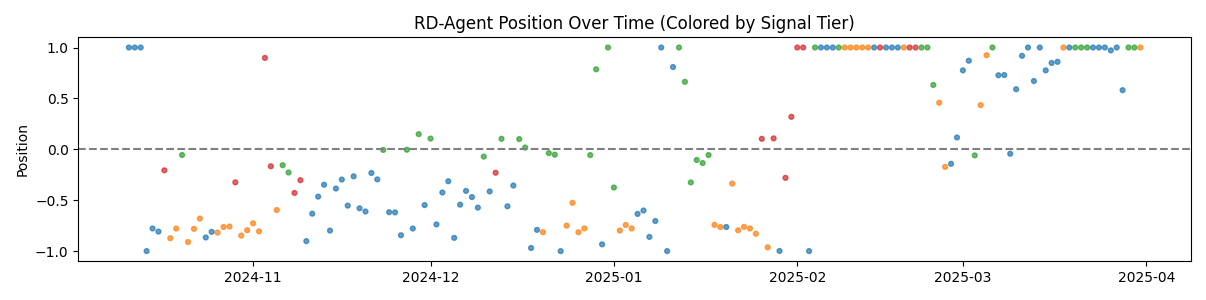 RD-Agent Position Over Time (Colored by Signal Tier)
Position
1.0
0.5
0.0
−0.5
−1.0
2024-11 2024-12 2025-01 2025-02 2025-03 2025-04